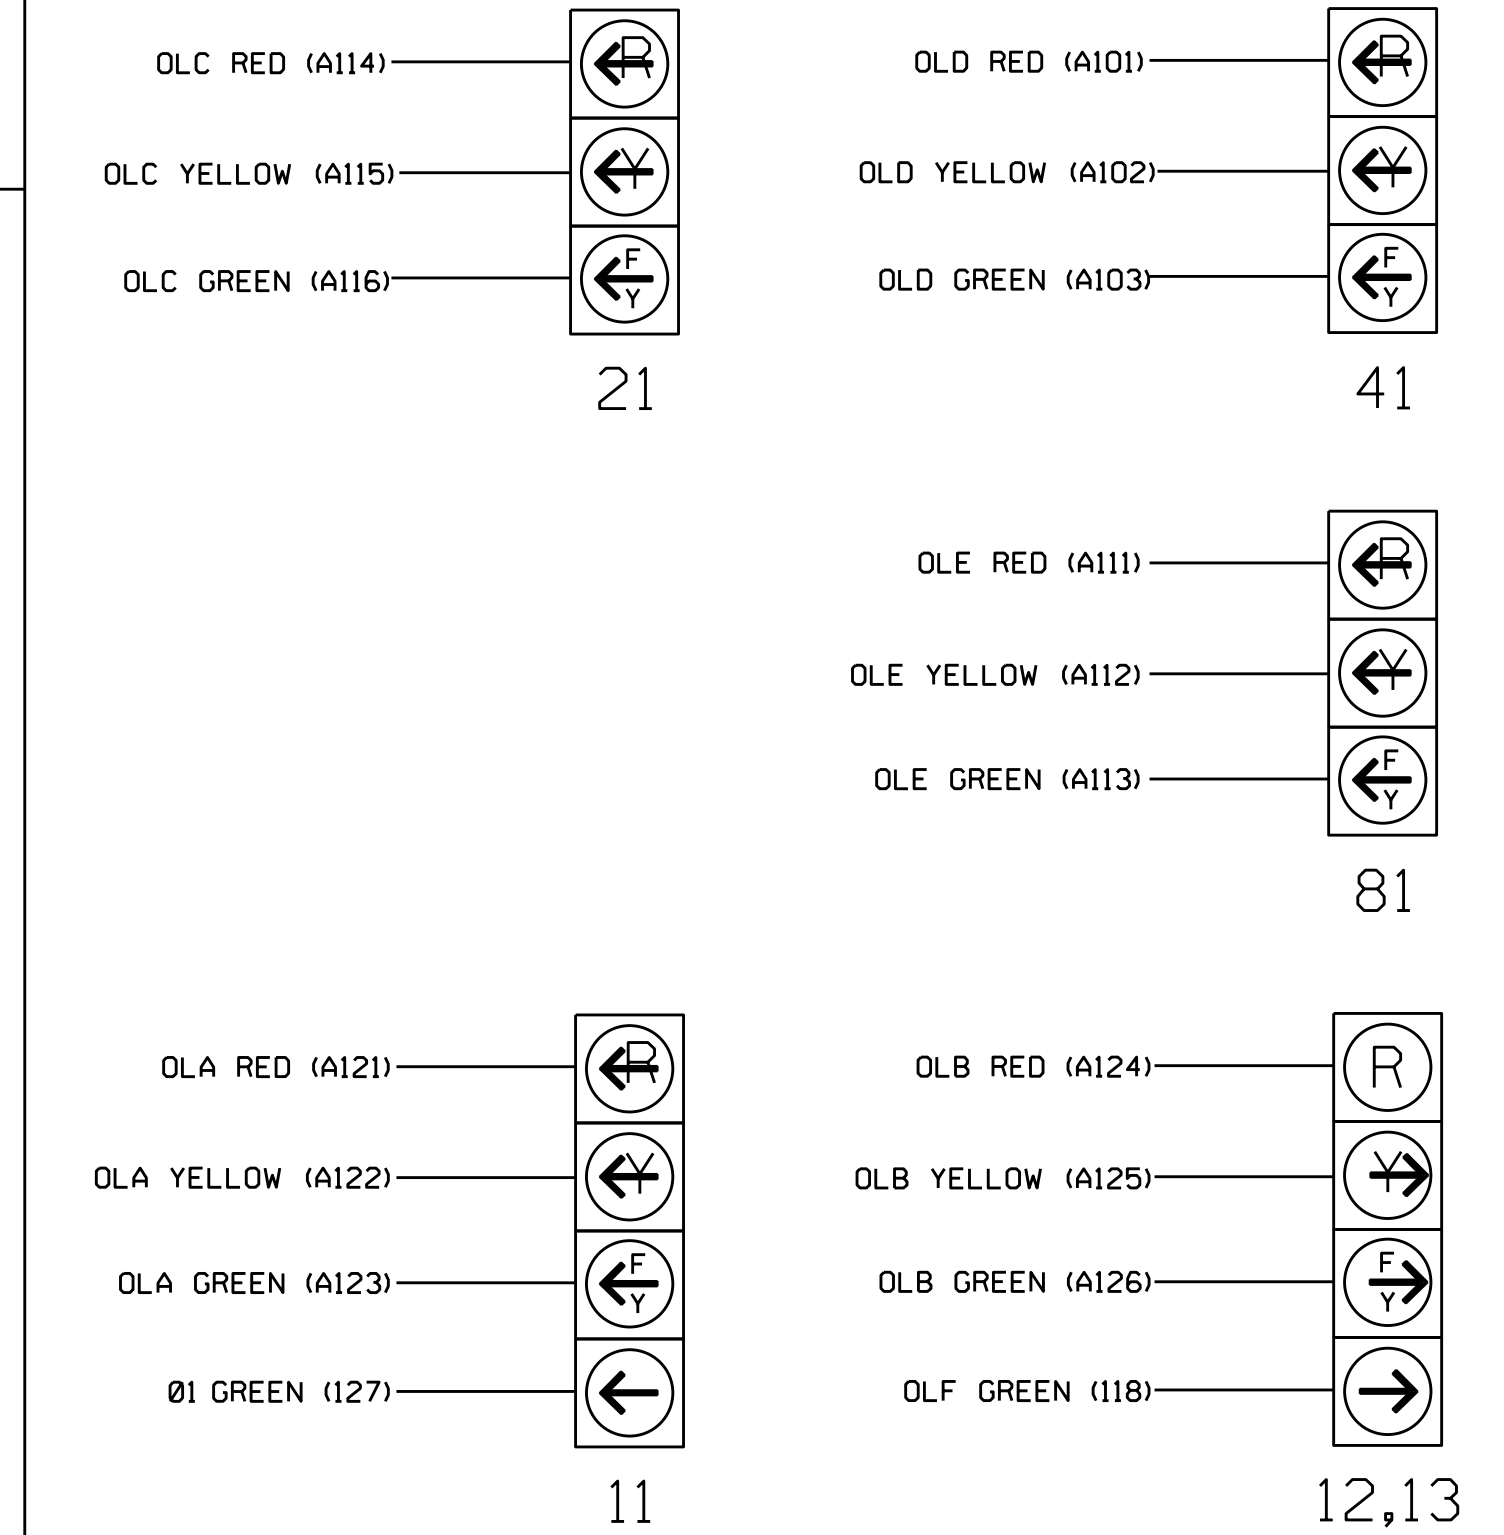 OLC RED (A114)
R
OLC YELLOW (A115)
Y
OLC GREEN (A116)
F
Y
21
OLD RED (A101)
R
OLD YELLOW (A102)
Y
OLD GREEN (A103)
F
Y
41
OLE RED (A111)
R
OLE YELLOW (A112)
Y
OLE GREEN (A113)
F
Y
81
OLA RED (A121)
R
OLA YELLOW (A122)
Y
OLA GREEN (A123)
F
Y
Ø1 GREEN (127)
11
OLB RED (A124)
R
OLB YELLOW (A125)
Y
OLB GREEN (A126)
F
Y
OLF GREEN (118)
12,13